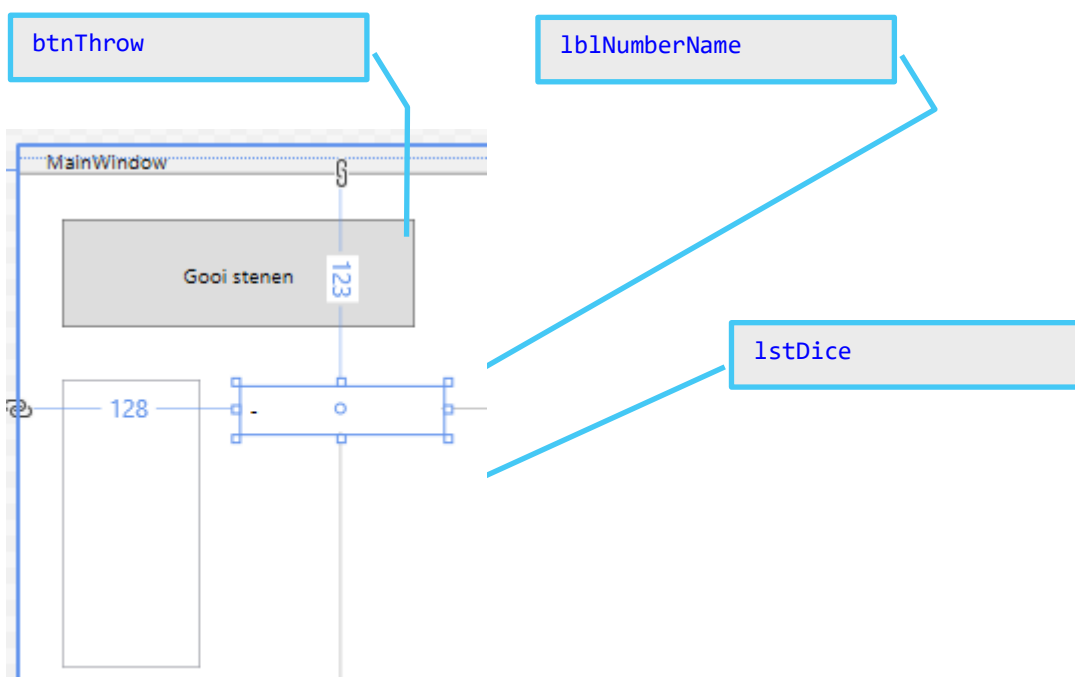 btnThrow
lblNumberName
MainWindow
Gooi stenen
123
128
-
lstDice